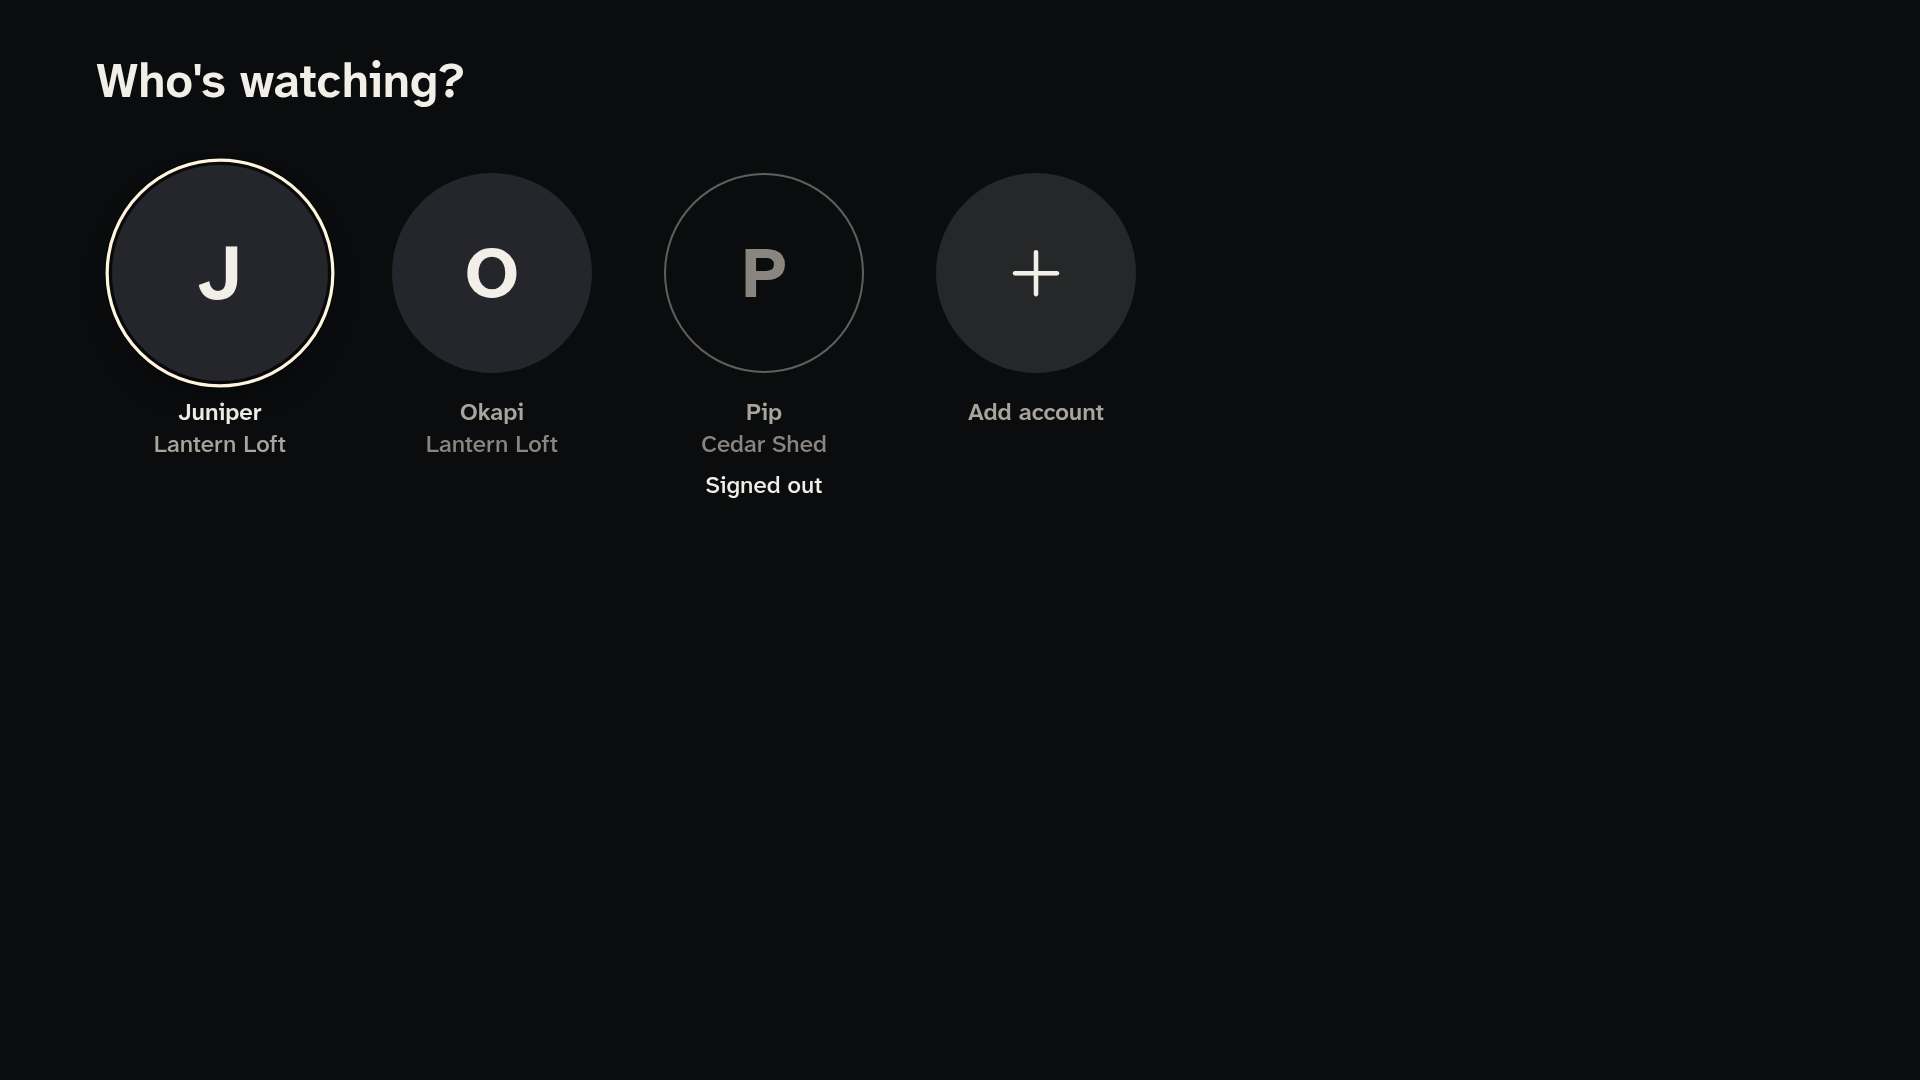 Who's watching?
J
O
P
Juniper
Okapi
Pip
Add account
Lantern Loft
Lantern Loft
Cedar Shed
Signed out